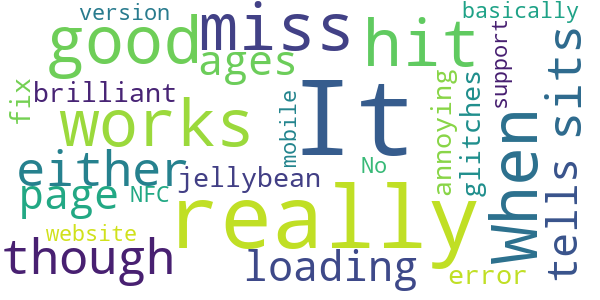 version
basically
good
miss
hit
ages
fix
brilliant
It
support
sits
works
mobile
annoying
glitches
when
either
No
tells
page
NFC
jellybean
really
website
though
loading
error